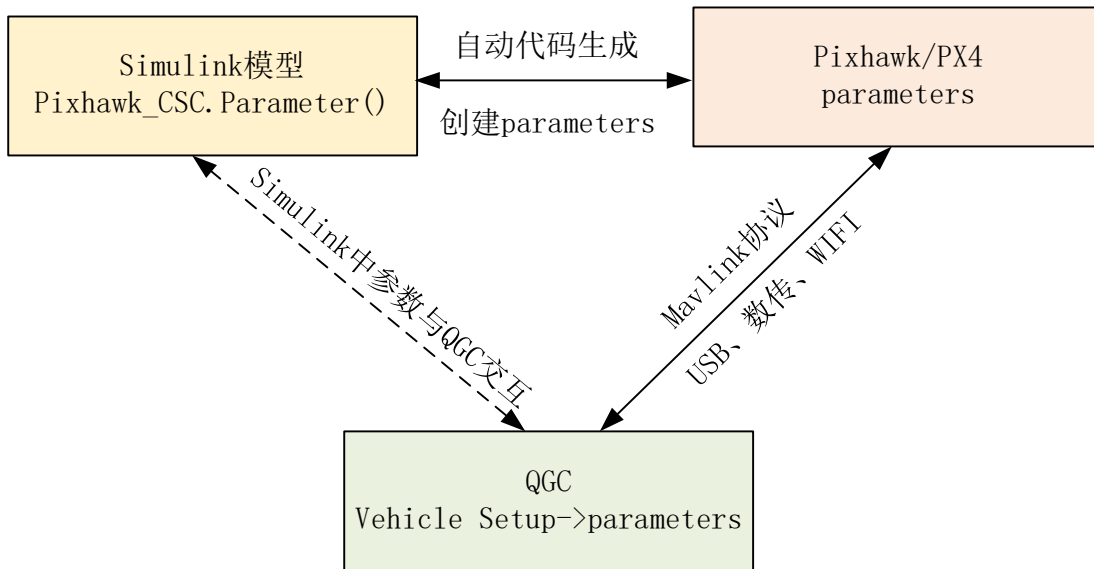 Simulink模型
Pixhawk_CSC.Parameter()
自动代码生成
创建parameters
Pixhawk/PX4
parameters
Simulink中参数与QGC交互
Mavlink协议
USB、数传、WIFI
QGC
Vehicle Setup->parameters